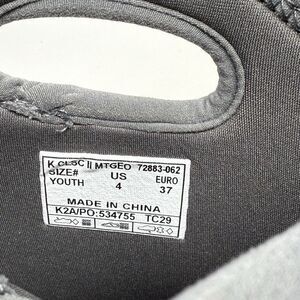 K CLSC II MTGEO 72883-062
SIZE# US EURO
YOUTH 4 37
MADE IN CHINA
K2A/PO:534755 TC29